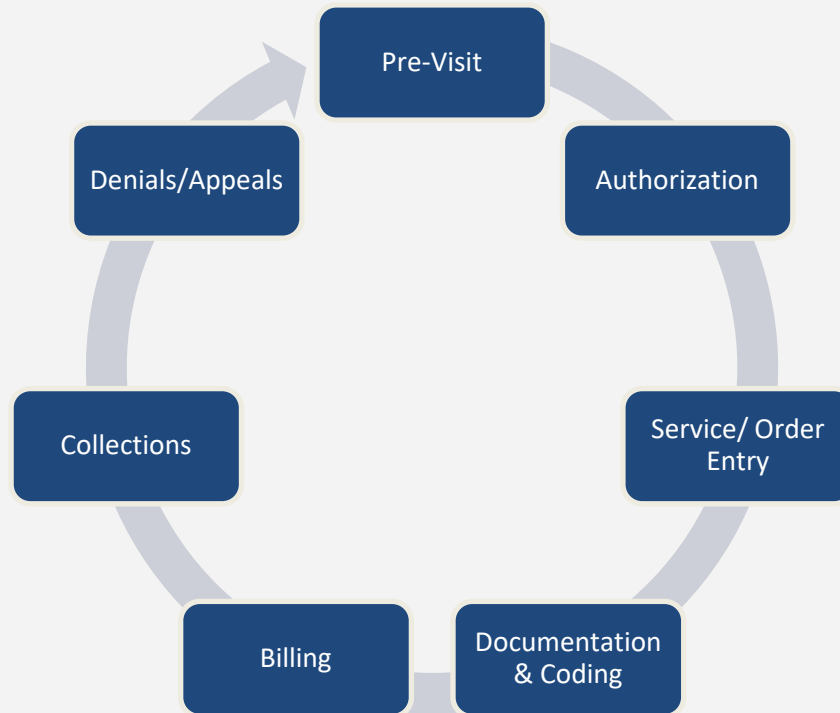 Pre-Visit
Authorization
Service/ Order
Entry
Documentation
& Coding
Billing
Collections
Denials/Appeals